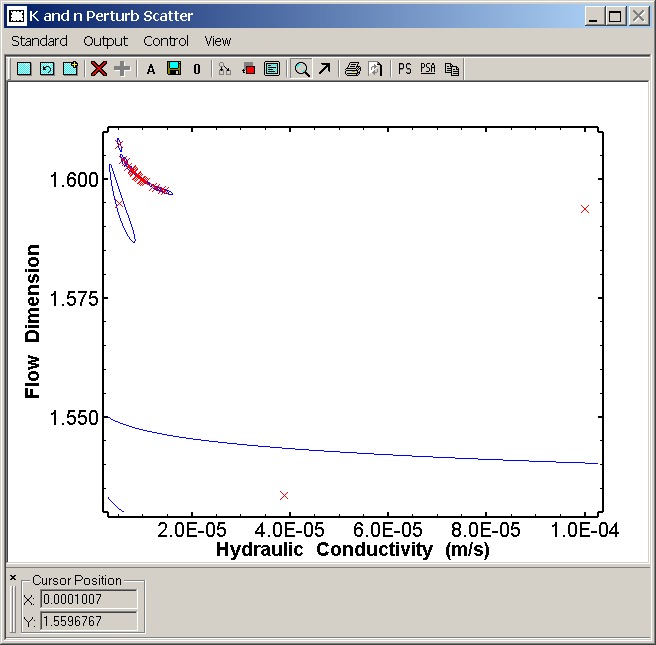 K and n Perturb Scatter
Standard Output Control View
A 0 PS PSA
1.600
1.575
1.550
Flow Dimension
2.0E-05 4.0E-05 6.0E-05 8.0E-05 1.0E-04
Hydraulic Conductivity (m/s)
Cursor Position
X: 0.0001007
Y: 1.5596767